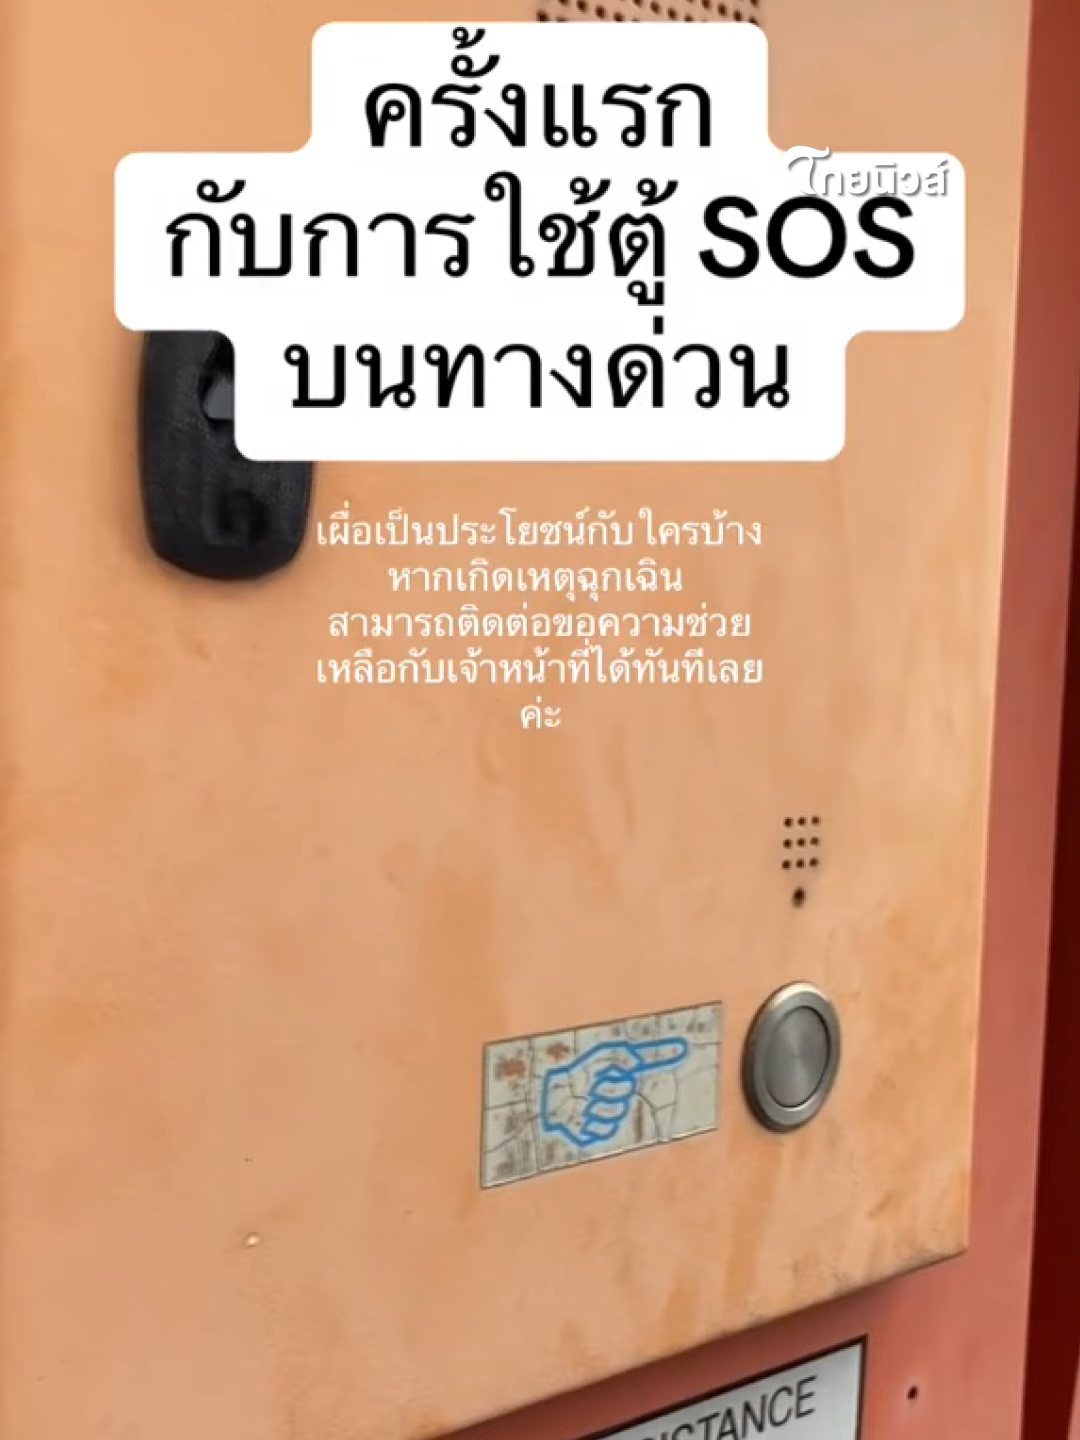 ครั้งแรก
ไทยนิวส์
กับการใช้ตู้ SOS
บนทางด่วน
เผื่อเป็นประโยชน์กับใครบ้าง
หากเกิดเหตุฉุกเฉิน
สามารถติดต่อขอความช่วย
เหลือกับเจ้าหน้าที่ได้ทันทีเลย
ค่ะ
ISTANCE